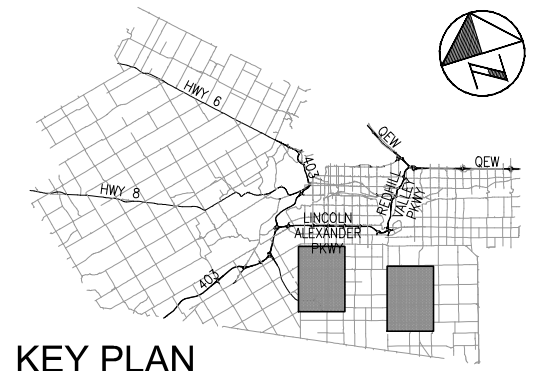 N
HWY 6
HWY 8
403
QEW
QEW
REDHILL
VALLEY
PKWY
LINCOLN
ALEXANDER
PKWY
403
KEY PLAN